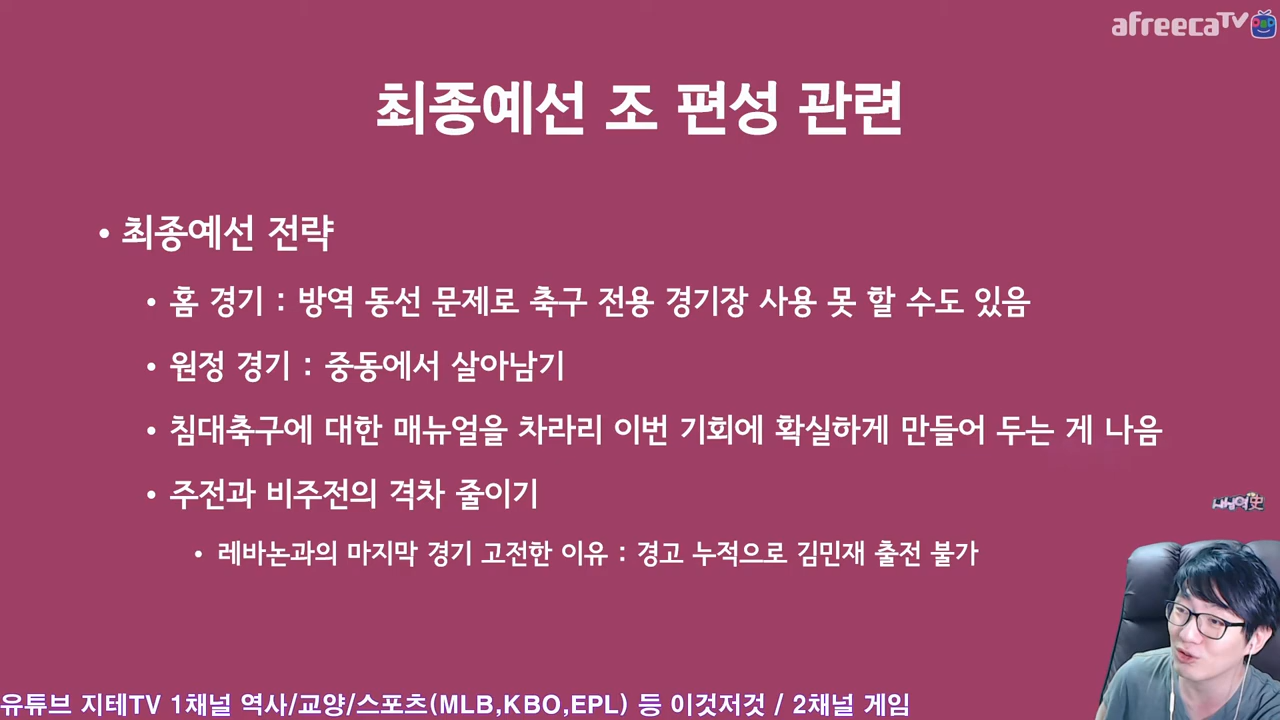 afreecaTV
최종예선 조 편성 관련
• 최종예선 전략
• 홈 경기 : 방역 동선 문제로 축구 전용 경기장 사용 못 할 수도 있음
• 원정 경기 : 중동에서 살아남기
• 침대축구에 대한 매뉴얼을 차라리 이번 기회에 확실하게 만들어 두는 게 나음
• 주전과 비주전의 격차 줄이기
• 레바논과의 마지막 경기 고전한 이유 : 경고 누적으로 김민재 출전 불가
유튜브 지테TV 1채널 역사/교양/스포츠(MLB,KBO,EPL) 등 이것저것 / 2채널 게임